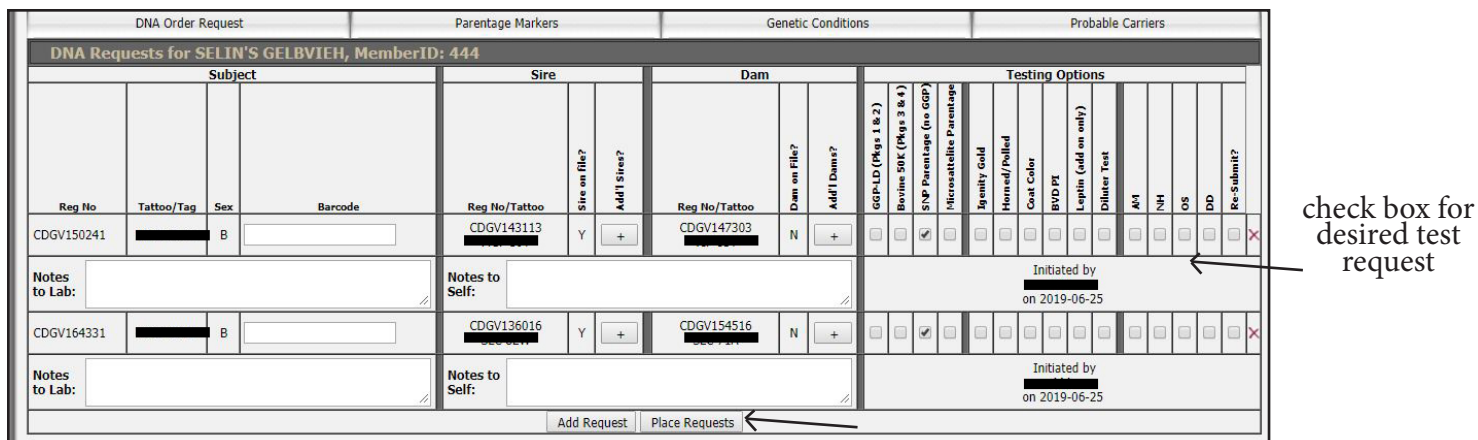 DNA Order Request Parentage Markers Genetic Conditions Probable Carriers
DNA Requests for SELIN'S GELBVIEH, MemberID: 444
Subject Sire Dam Testing Options
Reg No Tattoo/Tag Sex Barcode Reg No/Tattoo Sire on file? Add'l Sires? Reg No/Tattoo Dam on File? Add'l Dams? GGP-LD (Pkgs 1 & 2) Bovine 50K (Pkgs 3 & 4) SNP Parentage (no GGP) Microsattelite Parentage Igenity Gold Horned/Polled Coat Color BVD PI Leptin (add on only) Diluter Test AM NH OS DD Re-Submit?
CDGV150241 B CDGV143113 Y + CDGV147303 N +
Notes to Lab: Notes to Self: Initiated by
on 2019-06-25
CDGV164331 B CDGV136016 Y + CDGV154516 N +
Notes to Lab: Notes to Self: Initiated by
on 2019-06-25
Add Request Place Requests
check box for
desired test
request